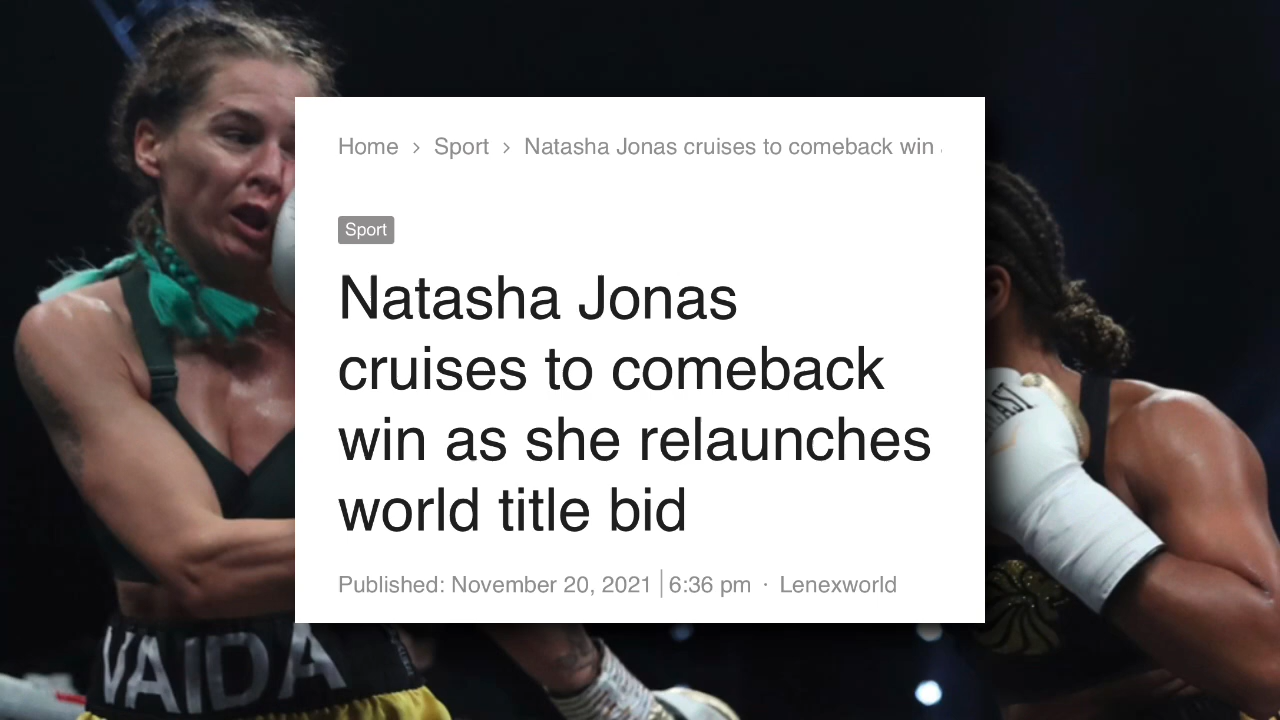 Home > Sport > Natasha Jonas cruises to comeback win
Sport
Natasha Jonas
cruises to comeback
win as she relaunches
world title bid
Published: November 20, 2021 | 6:36 pm · Lenexworld
VAIDA